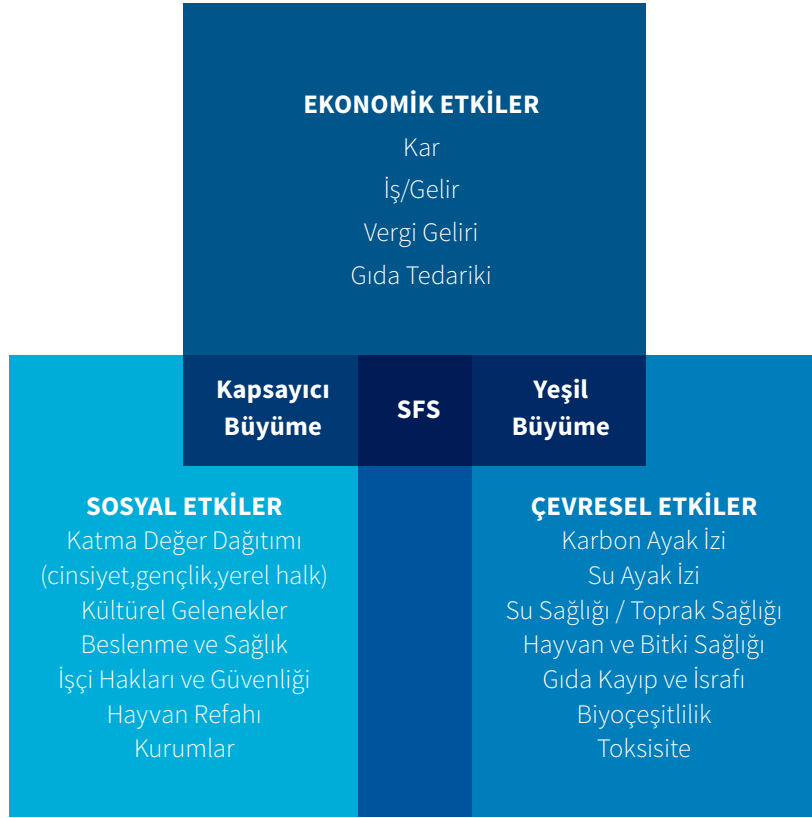 EKONOMİK ETKİLER
Kar
İş/Gelir
Vergi Geliri
Gıda Tedariki
Kapsayıcı
Büyüme
SFS
Yeşil
Büyüme
SOSYAL ETKİLER
Katma Değer Dağıtımı
(cinsiyet,gençlik,yerel halk)
Kültürel Gelenekler
Beslenme ve Sağlık
İşçi Hakları ve Güvenliği
Hayvan Refahı
Kurumlar
ÇEVRESEL ETKİLER
Karbon Ayak İzi
Su Ayak İzi
Su Sağlığı / Toprak Sağlığı
Hayvan ve Bitki Sağlığı
Gıda Kayıp ve İsrafı
Biyoçeşitlilik
Toksisite